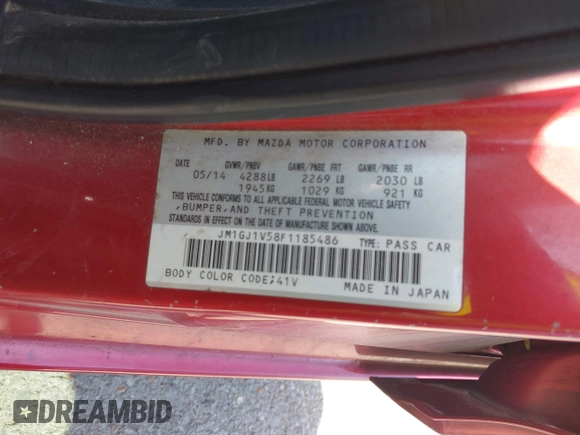 MFD. BY MAZDA MOTOR CORPORATION
DATE GVWR/PNBV GAWR/PNBE FRT GAWR/PNBE RR
05/14 4288LB 2269 LB 2030 LB
1945KG 1029 KG 921 KG
THIS VEHICLE CONFORMS TO ALL APPLICABLE FEDERAL MOTOR VEHICLE SAFETY
,BUMPER,AND THEFT PREVENTION
STANDARDS IN EFFECT ON THE DATE OF MANUFACTURE SHOWN ABOVE.
JM1GJ1V58F1185486 TYPE: PASS CAR
BODY COLOR CODE;41V MADE IN JAPAN
DREAMBID